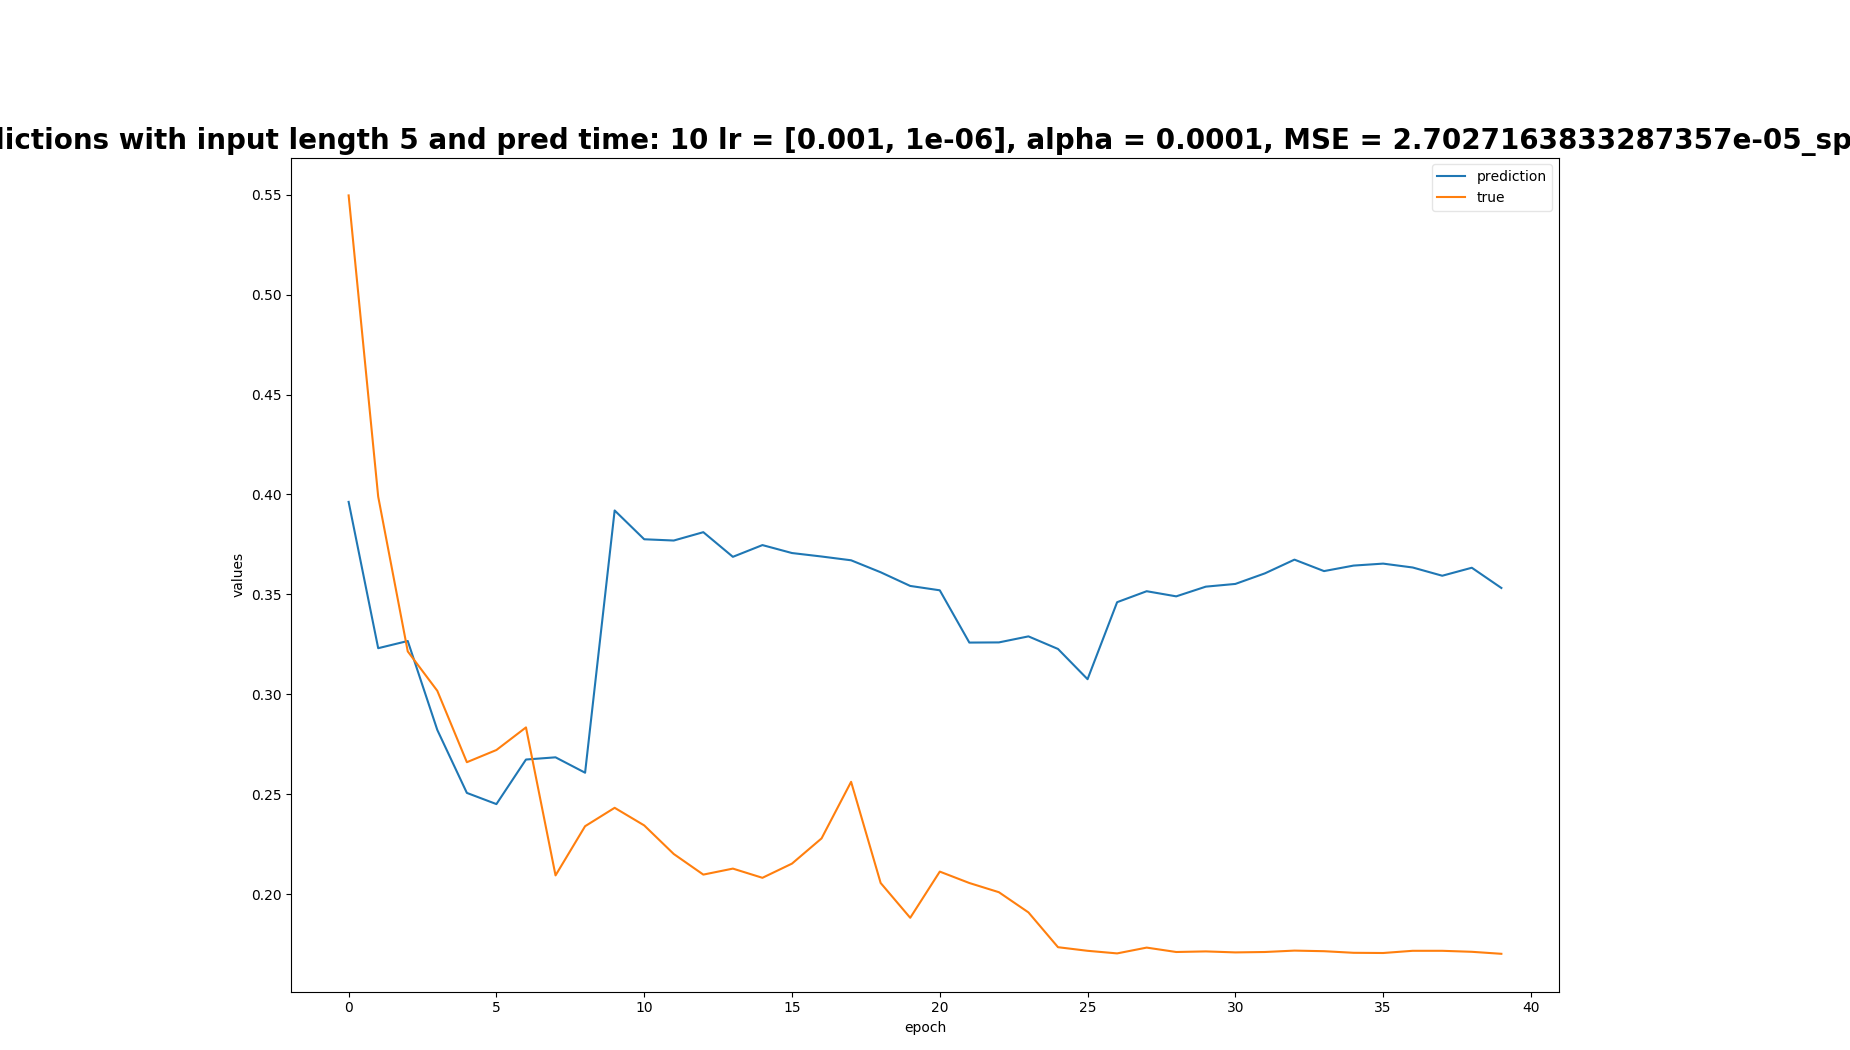 dictions with input length 5 and pred time: 10 lr = [0.001, 1e-06], alpha = 0.0001, MSE = 2.7027163833287357e-05_sp
prediction
true
0.55
0.50
0.45
0.40
0.35
0.30
0.25
0.20
values
0 5 10 15 20 25 30 35 40
epoch